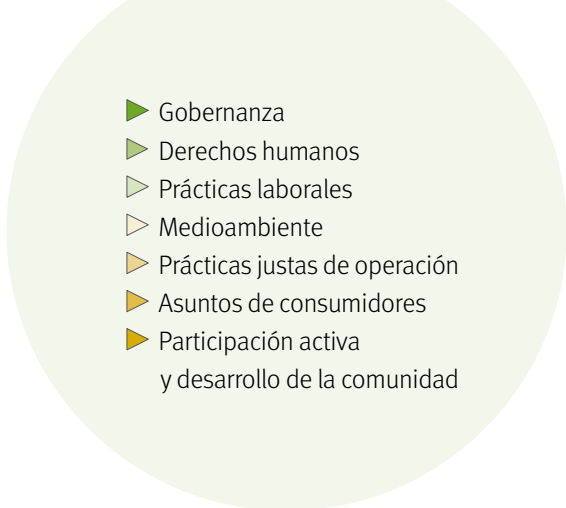 Gobernanza
Derechos humanos
Prácticas laborales
Medioambiente
Prácticas justas de operación
Asuntos de consumidores
Participación activa
y desarrollo de la comunidad